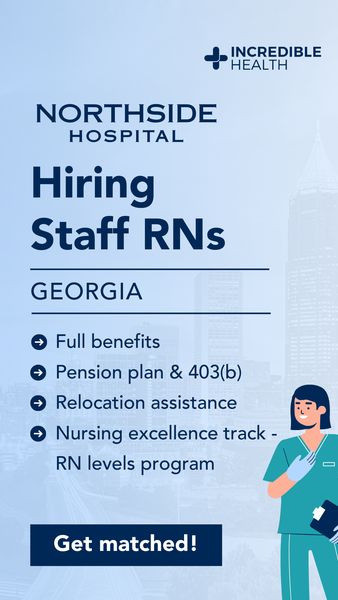 INCREDIBLE
HEALTH
NORTHSIDE
HOSPITAL
Hiring
Staff RNs
GEORGIA
Full benefits
Pension plan & 403(b)
Relocation assistance
Nursing excellence track -
RN levels program
Get matched!